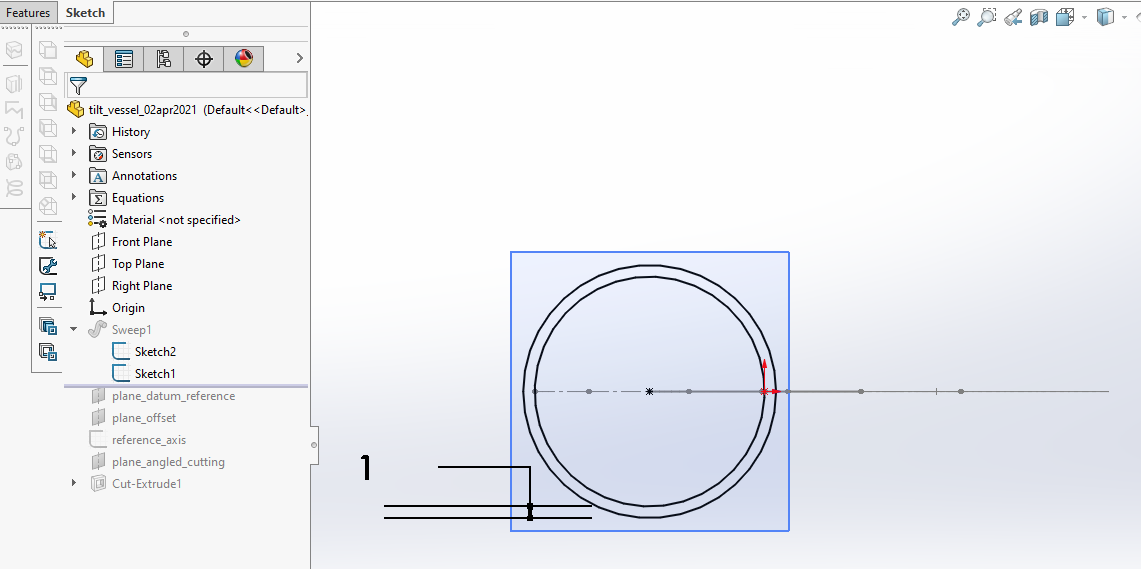 Features Sketch
tilt_vessel_02apr2021 (Default<<Default>
History
Sensors
A Annotations
Σ Equations
Material <not specified>
Front Plane
Top Plane
Right Plane
Origin
Sweep1
Sketch2
Sketch1
plane_datum_reference
plane_offset
reference_axis
plane_angled_cutting
Cut-Extrude1
1